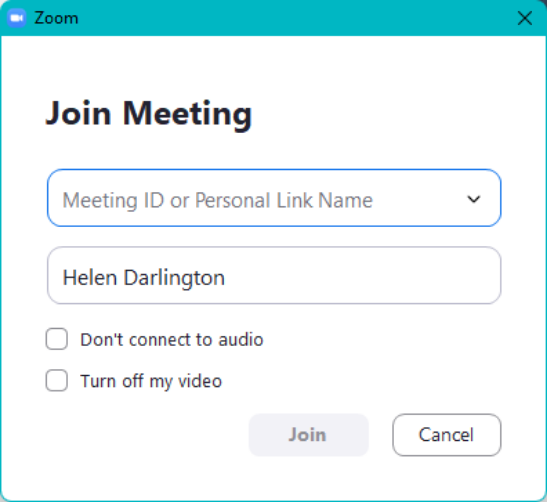 Zoom
Join Meeting
Meeting ID or Personal Link Name
Helen Darlington
Don't connect to audio
Turn off my video
Join
Cancel